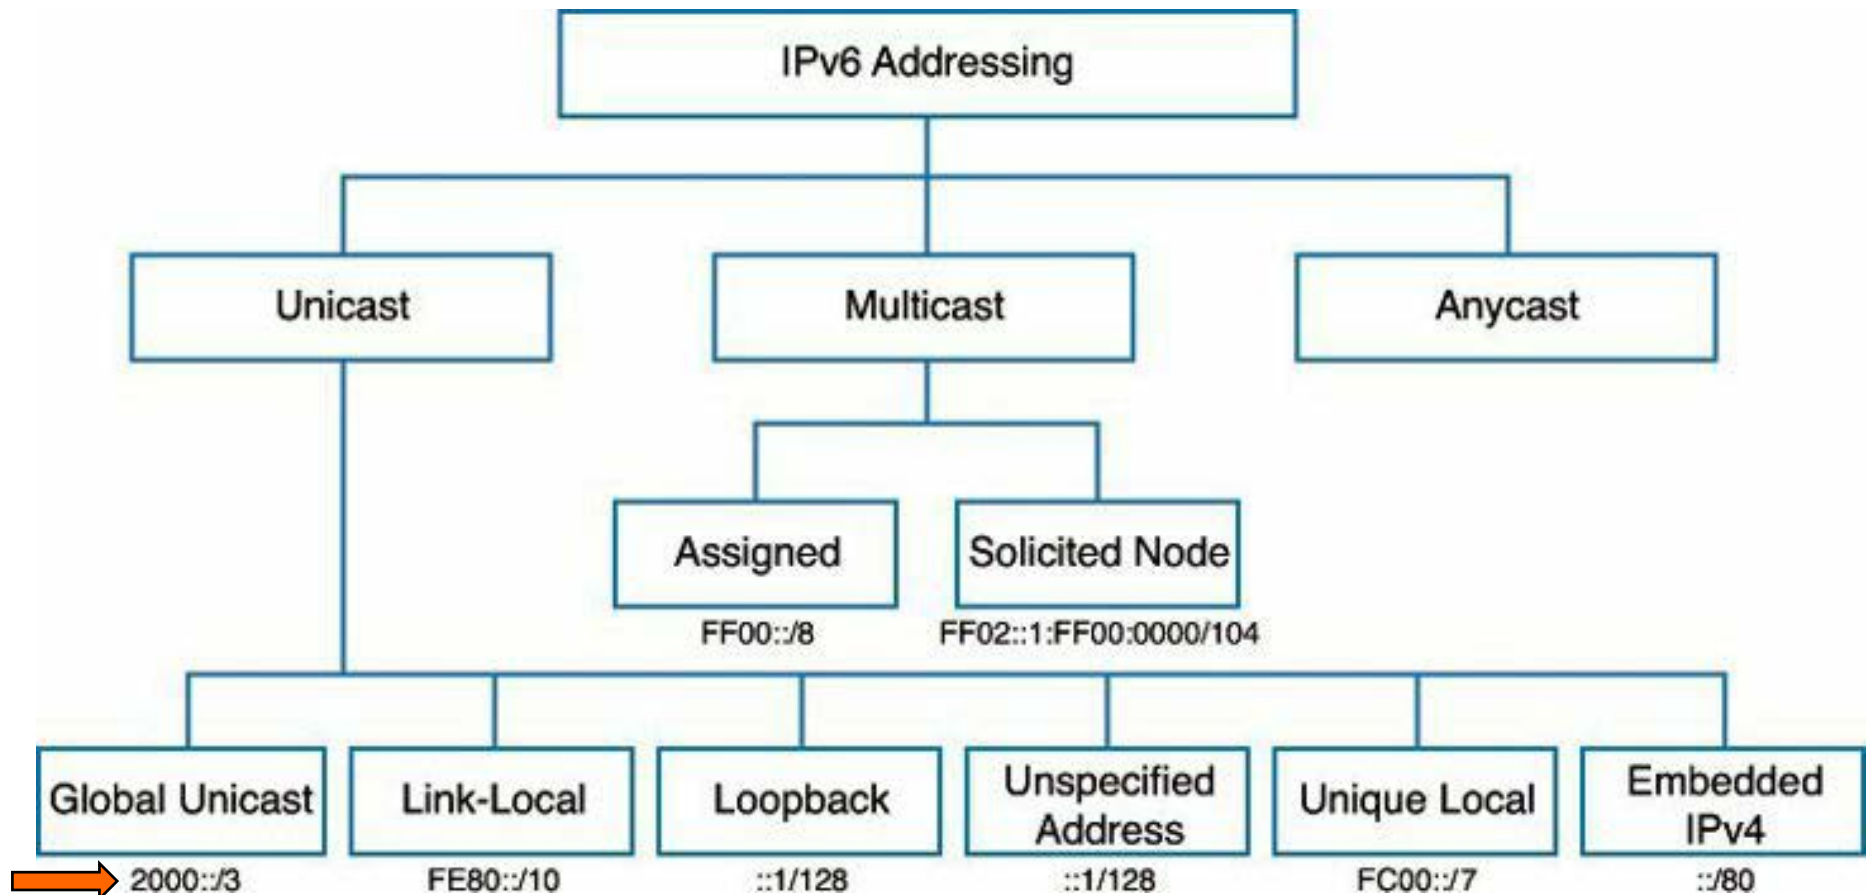 IPv6 Addressing
Unicast
Multicast
Anycast
Assigned
Solicited Node
FF00::/8
FF02::1:FF00:0000/104
Global Unicast
Link-Local
Loopback
Unspecified
Address
Unique Local
Embedded
IPv4
2000::/3
FE80::/10
::1/128
::1/128
FC00::/7
::/80